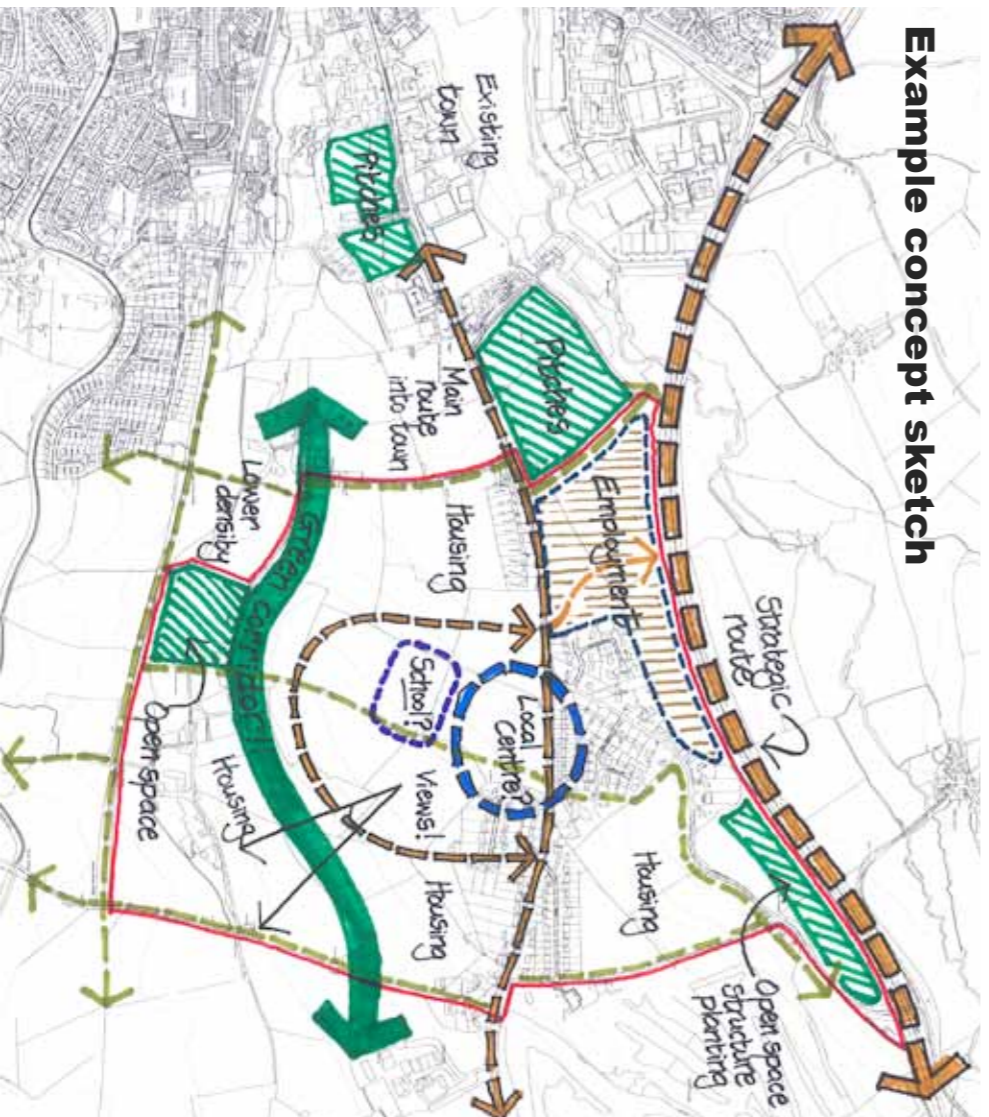 Example concept sketch
Existing
town
Pitches
Pitches
Main
route
into town
Employment
Strategic
route
Housing
Lower
density
Green corridor!
School?
Local
Centre?
Views!
Housing
Open space
Housing
Housing
Open space
structure
planting